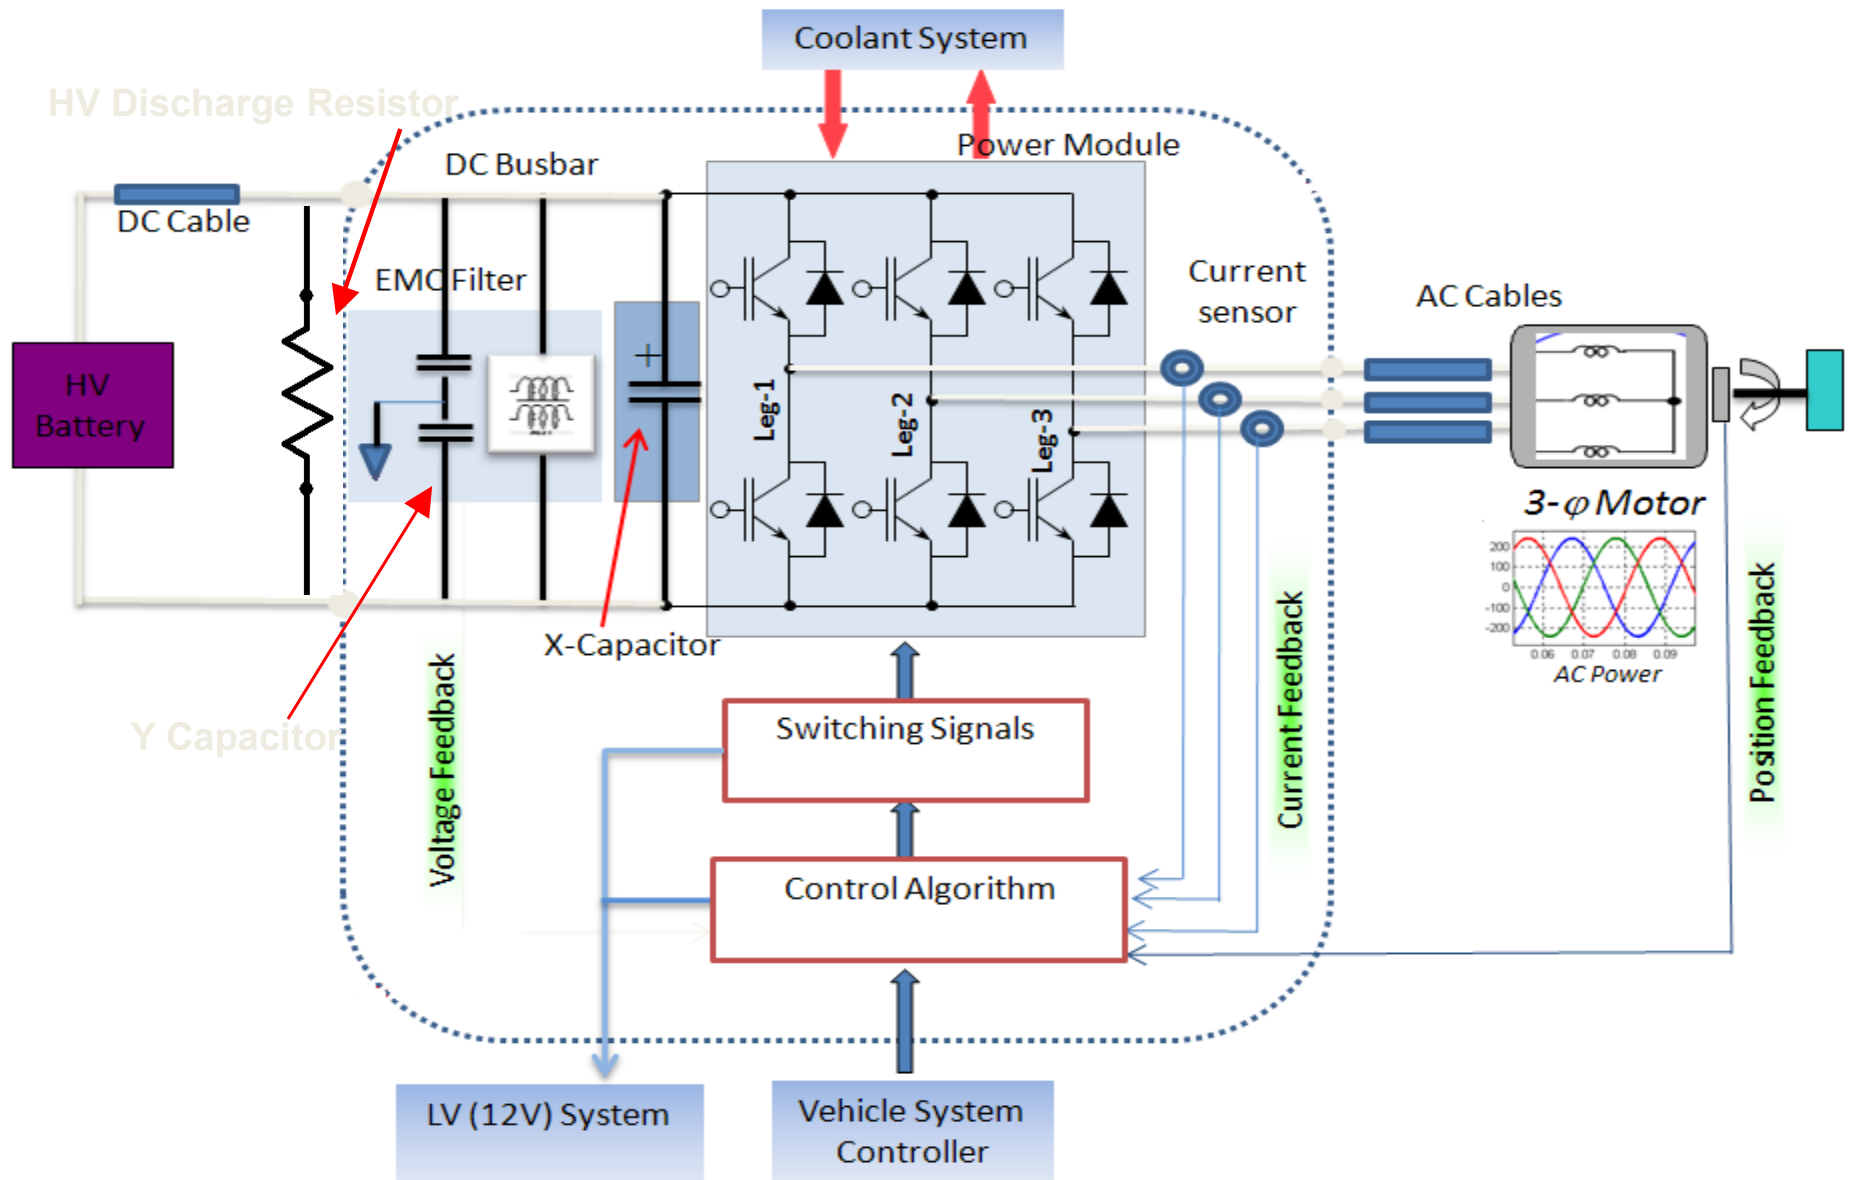 Coolant System
HV Discharge Resistor
Power Module
DC Busbar
DC Cable
EMC Filter
Current
sensor
AC Cables
+
HV
Battery
Leg-1
Leg-2
Leg-3
3-φ Motor
200
100
0
-100
-200
0.06 0.07 0.08 0.09
AC Power
X-Capacitor
Y Capacitor
Voltage Feedback
Current Feedback
Position Feedback
Switching Signals
Control Algorithm
LV (12V) System
Vehicle System
Controller